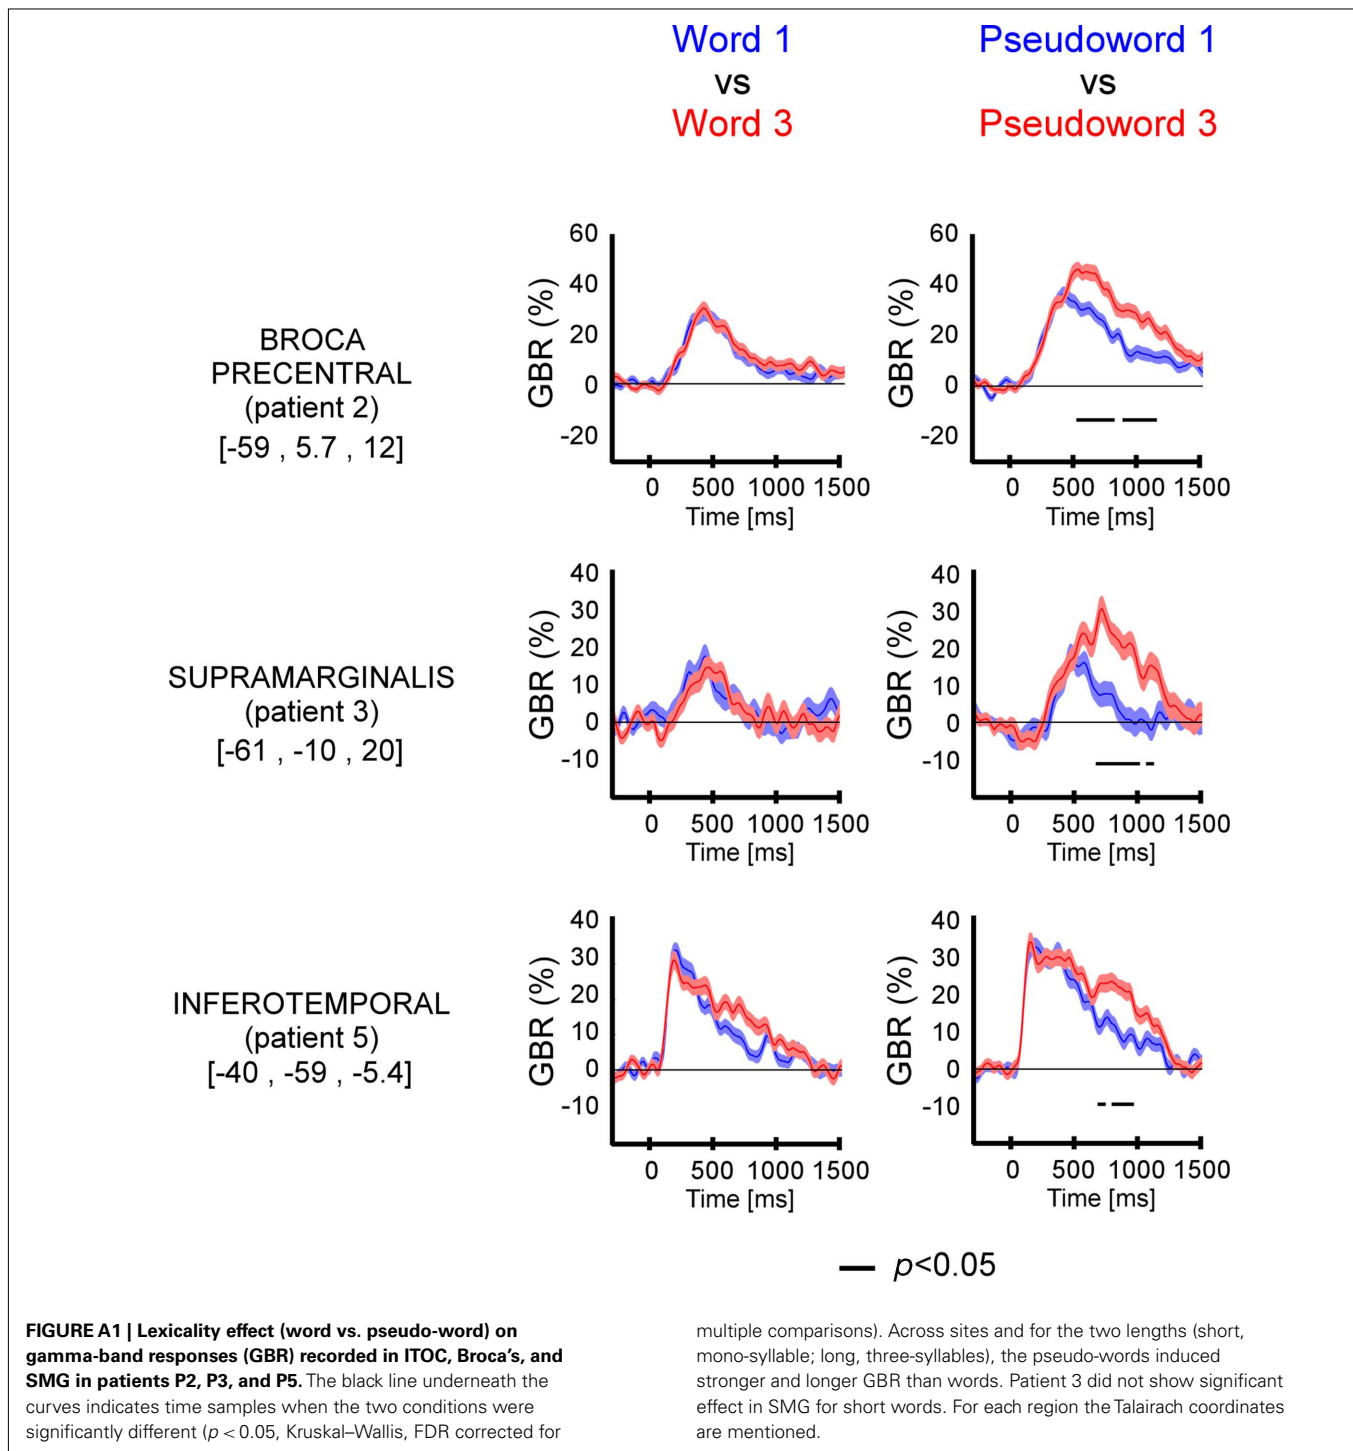 Word 1
vs
Word 3
Pseudoword 1
vs
Pseudoword 3
BROCA
PRECENTRAL
(patient 2)
[-59 , 5.7 , 12]
GBR (%)
60
40
20
0
-20
0 500 1000 1500
Time [ms]
GBR (%)
60
40
20
0
-20
0 500 1000 1500
Time [ms]
SUPRAMARGINALIS
(patient 3)
[-61 , -10 , 20]
GBR (%)
40
30
20
10
0
-10
0 500 1000 1500
Time [ms]
GBR (%)
40
30
20
10
0
-10
0 500 1000 1500
Time [ms]
INFEROTEMPORAL
(patient 5)
[-40 , -59 , -5.4]
GBR (%)
40
30
20
10
0
-10
0 500 1000 1500
Time [ms]
GBR (%)
40
30
20
10
0
-10
0 500 1000 1500
Time [ms]
p<0.05
FIGURE A1 | Lexicality effect (word vs. pseudo-word) on
gamma-band responses (GBR) recorded in ITOC, Broca's, and
SMG in patients P2, P3, and P5. The black line underneath the
curves indicates time samples when the two conditions were
significantly different (p < 0.05, Kruskal–Wallis, FDR corrected for
multiple comparisons). Across sites and for the two lengths (short,
mono-syllable; long, three-syllables), the pseudo-words induced
stronger and longer GBR than words. Patient 3 did not show significant
effect in SMG for short words. For each region the Talairach coordinates
are mentioned.